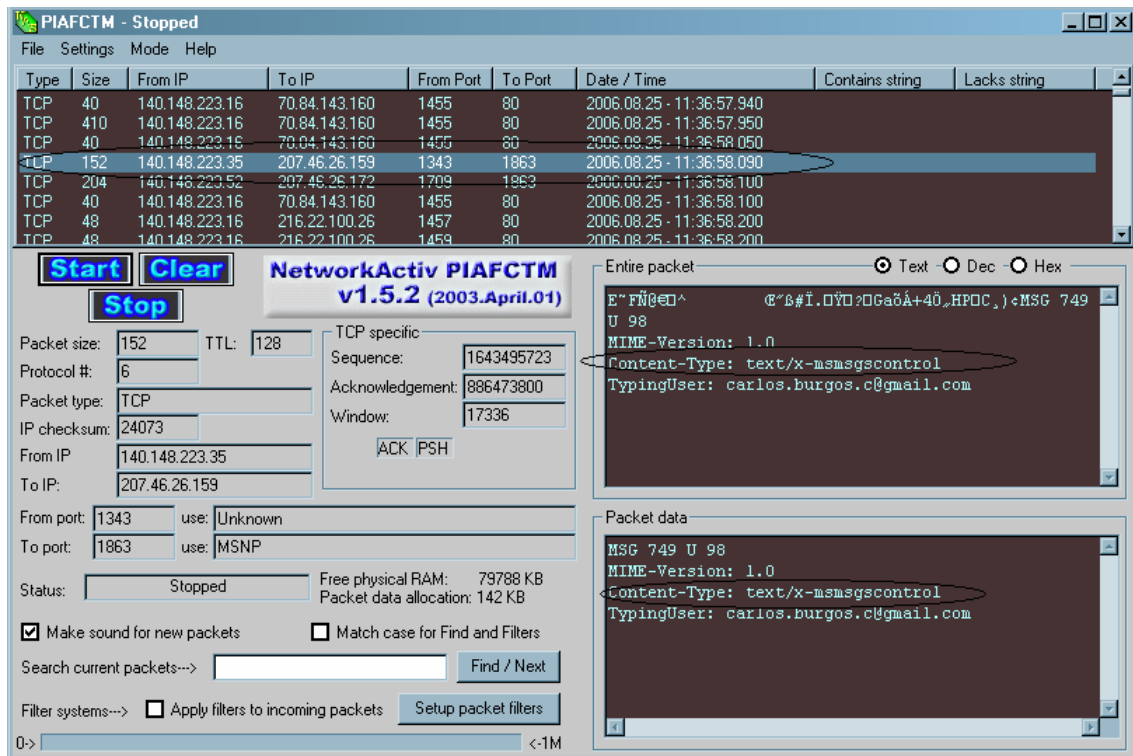 PIAFCTM - Stopped
File Settings Mode Help
Type Size From IP To IP From Port To Port Date / Time Contains string Lacks string
TCP 40 140.148.223.16 70.84.143.160 1455 80 2006.08.25 - 11:36:57.940
TCP 410 140.148.223.16 70.84.143.160 1455 80 2006.08.25 - 11:36:57.950
TCP 40 140.148.223.16 70.84.143.160 1455 80 2006.08.25 - 11:36:58.050
TCP 152 140.148.223.35 207.46.26.159 1343 1863 2006.08.25 - 11:36:58.090
TCP 204 140.148.223.52 207.46.26.172 1709 1863 2006.08.25 - 11:36:58.100
TCP 40 140.148.223.16 70.84.143.160 1455 80 2006.08.25 - 11:36:58.100
TCP 48 140.148.223.16 216.22.100.26 1457 80 2006.08.25 - 11:36:58.200
TCP 48 140.148.223.16 216.22.100.26 1459 80 2006.08.25 - 11:36:58.200
Start Clear
Stop
NetworkActiv PIAFCTM
v1.5.2 (2003.April.01)
Packet size: 152 TTL: 128
Protocol #: 6
Packet type: TCP
IP checksum: 24073
From IP 140.148.223.35
To IP: 207.46.26.159
TCP specific
Sequence: 1643495723
Acknowledgement: 886473800
Window: 17336
ACK PSH
From port: 1343 use: Unknown
To port: 1863 use: MSNP
Status: Stopped
Free physical RAM: 79788 KB
Packet data allocation: 142 KB
Make sound for new packets Match case for Find and Filters
Search current packets---> Find / Next
Filter systems---> Apply filters to incoming packets Setup packet filters
0-> <-1M
Entire packet Text Dec Hex
MSG 749
U 98
MIME-Version: 1.0
Content-Type: text/x-msmsgscontrol
TypingUser: carlos.burgos.c@gmail.com
Packet data
MSG 749 U 98
MIME-Version: 1.0
Content-Type: text/x-msmsgscontrol
TypingUser: carlos.burgos.c@gmail.com